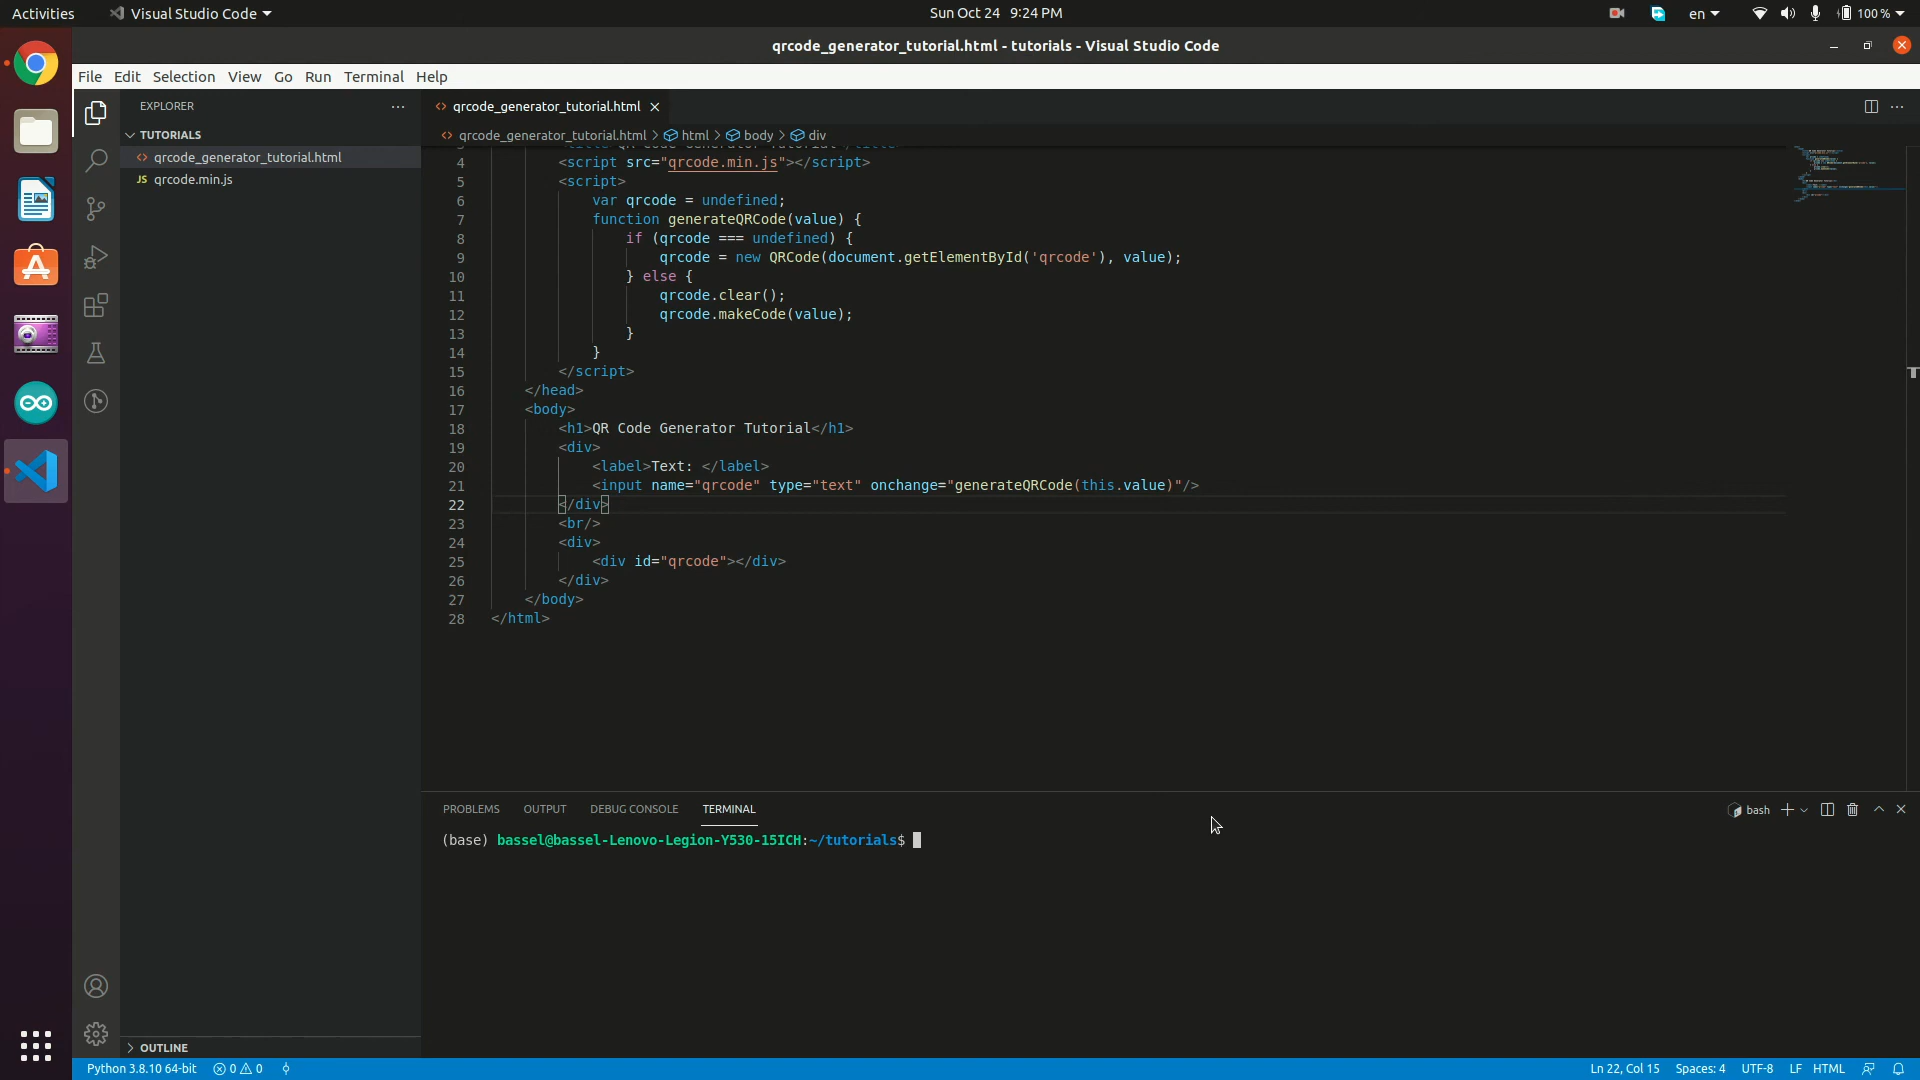 Activities
Visual Studio Code
Sun Oct 24 9:24 PM
en
100 %
qrcode_generator_tutorial.html - tutorials - Visual Studio Code
File Edit Selection View Go Run Terminal Help
EXPLORER
TUTORIALS
qrcode_generator_tutorial.html
JS qrcode.min.js
OUTLINE
qrcode_generator_tutorial.html
qrcode_generator_tutorial.html > html > body > div
3 <title>QR Code Generator Tutorial</title>
4 <script src="qrcode.min.js"></script>
5 <script>
6 var qrcode = undefined;
7 function generateQRCode(value) {
8 if (qrcode === undefined) {
9 qrcode = new QRCode(document.getElementById('qrcode'), value);
10 } else {
11 qrcode.clear();
12 qrcode.makeCode(value);
13 }
14 }
15 </script>
16 </head>
17 <body>
18 <h1>QR Code Generator Tutorial</h1>
19 <div>
20 <label>Text: </label>
21 <input name="qrcode" type="text" onchange="generateQRCode(this.value)"/>
22 </div>
23 <br/>
24 <div>
25 <div id="qrcode"></div>
26 </div>
27 </body>
28 </html>
PROBLEMS OUTPUT DEBUG CONSOLE TERMINAL
bash
(base) bassel@bassel-Lenovo-Legion-Y530-15ICH:~/tutorials$
Python 3.8.10 64-bit 0 0
Ln 22, Col 15 Spaces: 4 UTF-8 LF HTML